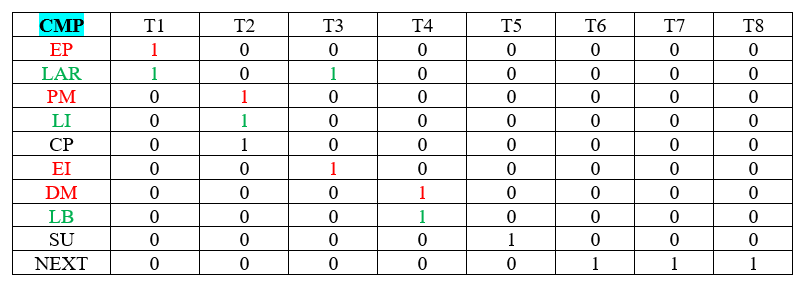 CMP T1 T2 T3 T4 T5 T6 T7 T8
EP 1 0 0 0 0 0 0 0
LAR 1 0 1 0 0 0 0 0
PM 0 1 0 0 0 0 0 0
LI 0 1 0 0 0 0 0 0
CP 0 1 0 0 0 0 0 0
EI 0 0 1 0 0 0 0 0
DM 0 0 0 1 0 0 0 0
LB 0 0 0 1 0 0 0 0
SU 0 0 0 0 1 0 0 0
NEXT 0 0 0 0 0 1 1 1